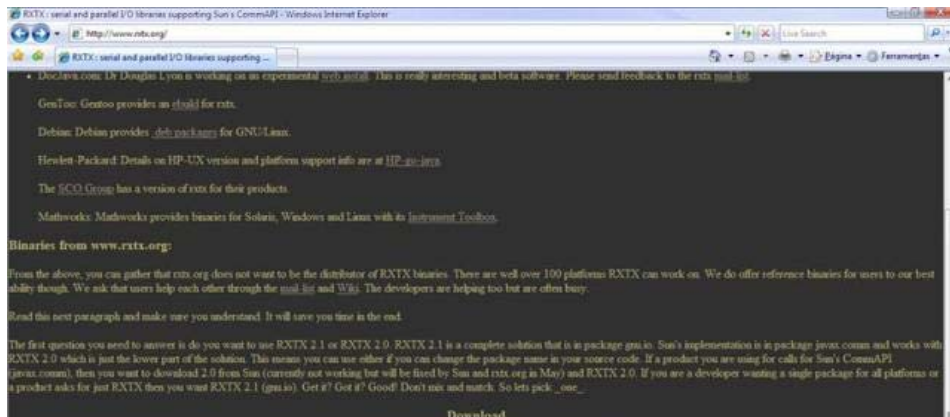 RXTX : serial and parallel I/O libraries supporting Sun's CommAPI - Windows Internet Explorer
http://www.rxtx.org/
Live Search
RXTX : serial and parallel I/O libraries supporting ...
Página
Ferramentas
DocJava.com: Dr Douglas Lyon is working on an experimental web install. This is really interesting and beta software. Please send feedback to the rxtx mail-list.
GenToo: Gentoo provides an ebuild for rxtx.
Debian: Debian provides .deb packages for GNU/Linux.
Hewlett-Packard: Details on HP-UX version and platform support info are at HP-go-java.
The SCO Group has a version of rxtx for their products.
Mathworks: Mathworks provides binaries for Solaris, Windows and Linux with its Instrument Toolbox.
Binaries from www.rxtx.org:
From the above, you can gather that rxtx.org does not want to be the distributor of RXTX binaries. There are well over 100 platforms RXTX can work on. We do offer reference binaries for users to our best
ability though. We ask that users help each other through the mail-list and Wiki. The developers are helping too but are often busy.
Read this next paragraph and make sure you understand. It will save you time in the end.
The first question you need to answer is do you want to use RXTX 2.1 or RXTX 2.0. RXTX 2.1 is a complete solution that is in package gnu.io. Sun's implementation is in package javax.comm and works with
RXTX 2.0 which is just the lower part of the solution. This means you can use either if you can change the package name in your source code. If a product you are using for calls for Sun's CommAPI
(javax.comm), then you want to download 2.0 from Sun (currently not working but will be fixed by Sun and rxtx.org in May) and RXTX 2.0. If you are a developer wanting a single package for all platforms or
a product asks for just RXTX then you want RXTX 2.1 (gnu.io). Get it? Got it? Good! Don't mix and match. So lets pick _one_.
Download